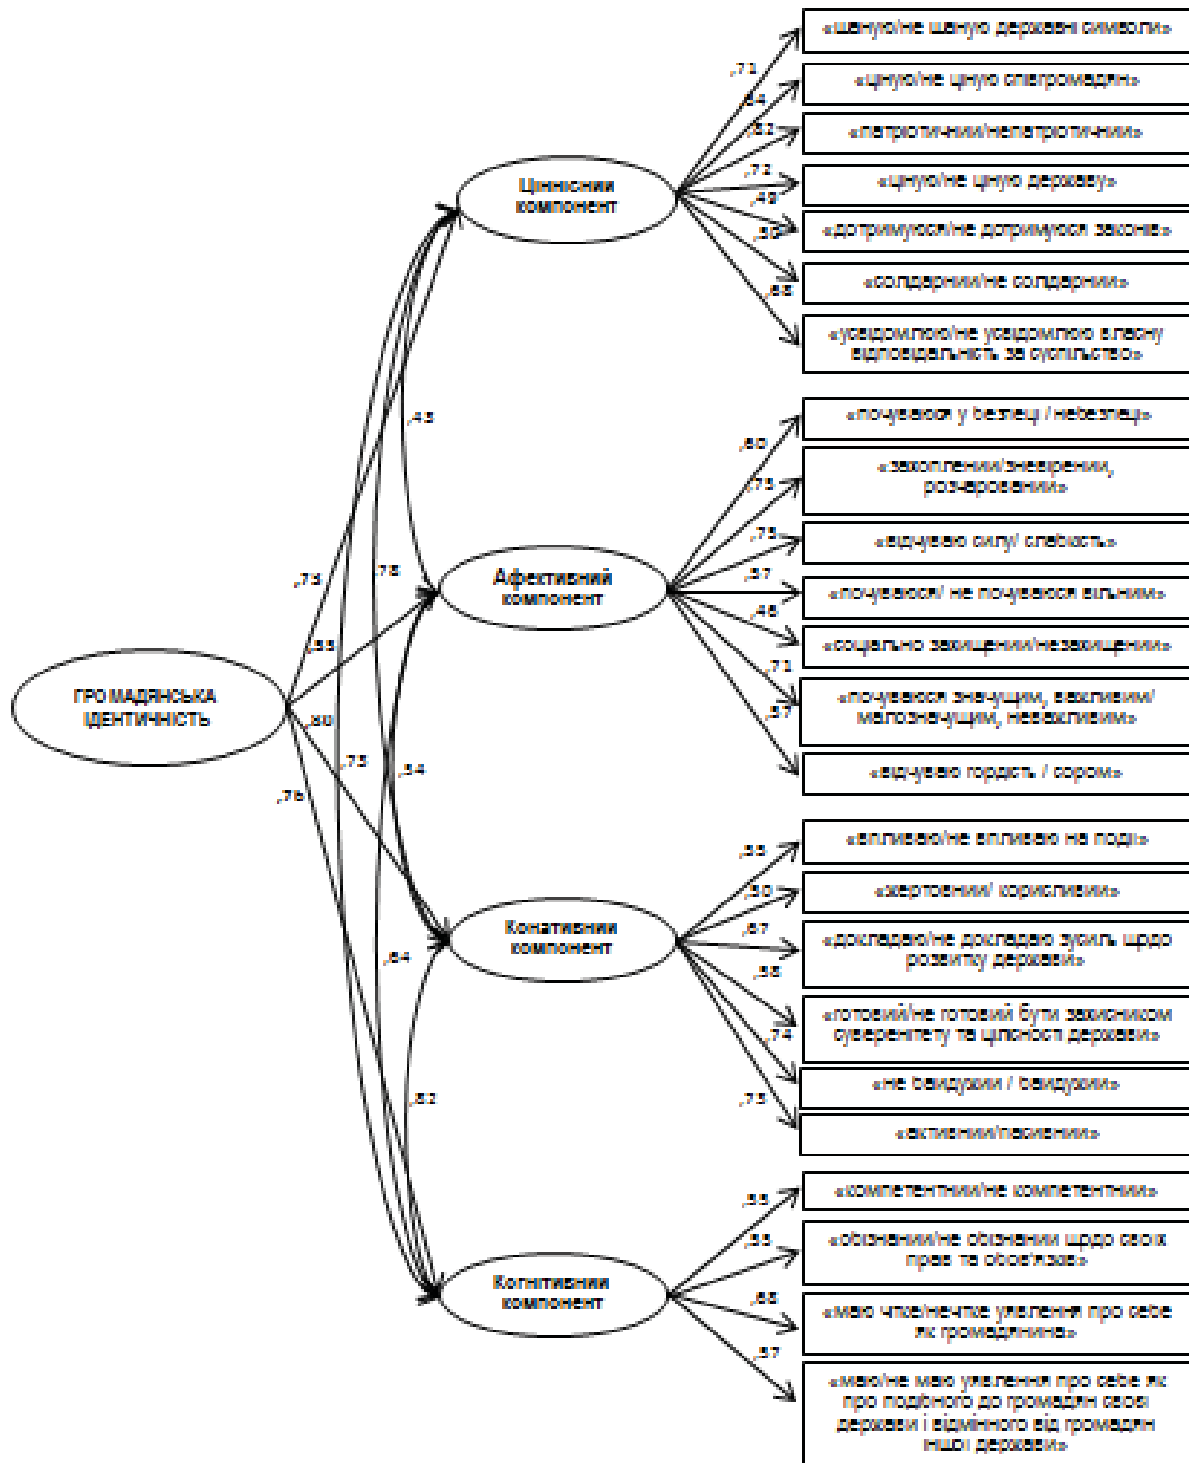 «шаную/не шаную державні символи»
,71
«ціную/не ціную співгромадян»
,64
«патріотичний/непатріотичний»
,62
Ціннісний
компонент
,72
«ціную/не ціную державу»
,49
«дотримуюся/не дотримуюся законів»
,50
«солідарний/не солідарний»
,68
«усвідомлюю/не усвідомлюю власну
відповідальність за суспільство»
«почуваюся у безпеці / небезпеці»
,43
,60
«захоплений/зневірений,
розчарований»
,73
«відчуваю силу/ слабкість»
,75
Афективний
компонент
,73
,78
,57
«почуваюся/ не почуваюся вільним»
,46
«соціально захищений/незахищений»
,55
,71
«почуваюся значущим, важливим/
малозначущим, неважливим»
ГРОМАДЯНСЬКА
ІДЕНТИЧНІСТЬ
,57
,80
,73
,54
«відчуваю гордість / сором»
,76
«впливаю/не впливаю на події»
,55
«жертовний/ корисливий»
,50
Конативний
компонент
,67
«докладаю/не докладаю зусиль щодо
розвитку держави»
,64
,58
«готовий/не готовий бути захисником
суверенітету та цілісності держави»
,74
«не байдужий / байдужий»
,82
,73
«активний/пасивний»
«компетентний/не компетентний»
,55
«обізнаний/не обізнаний щодо своїх
прав та обов'язків»
,55
Когнітивний
компонент
,68
«маю чітке/нечітке уявлення про себе
як громадянина»
,57
«маю/не маю уявлення про себе як
про подібного до громадян своєї
держави і відмінного від громадян
іншої держави»